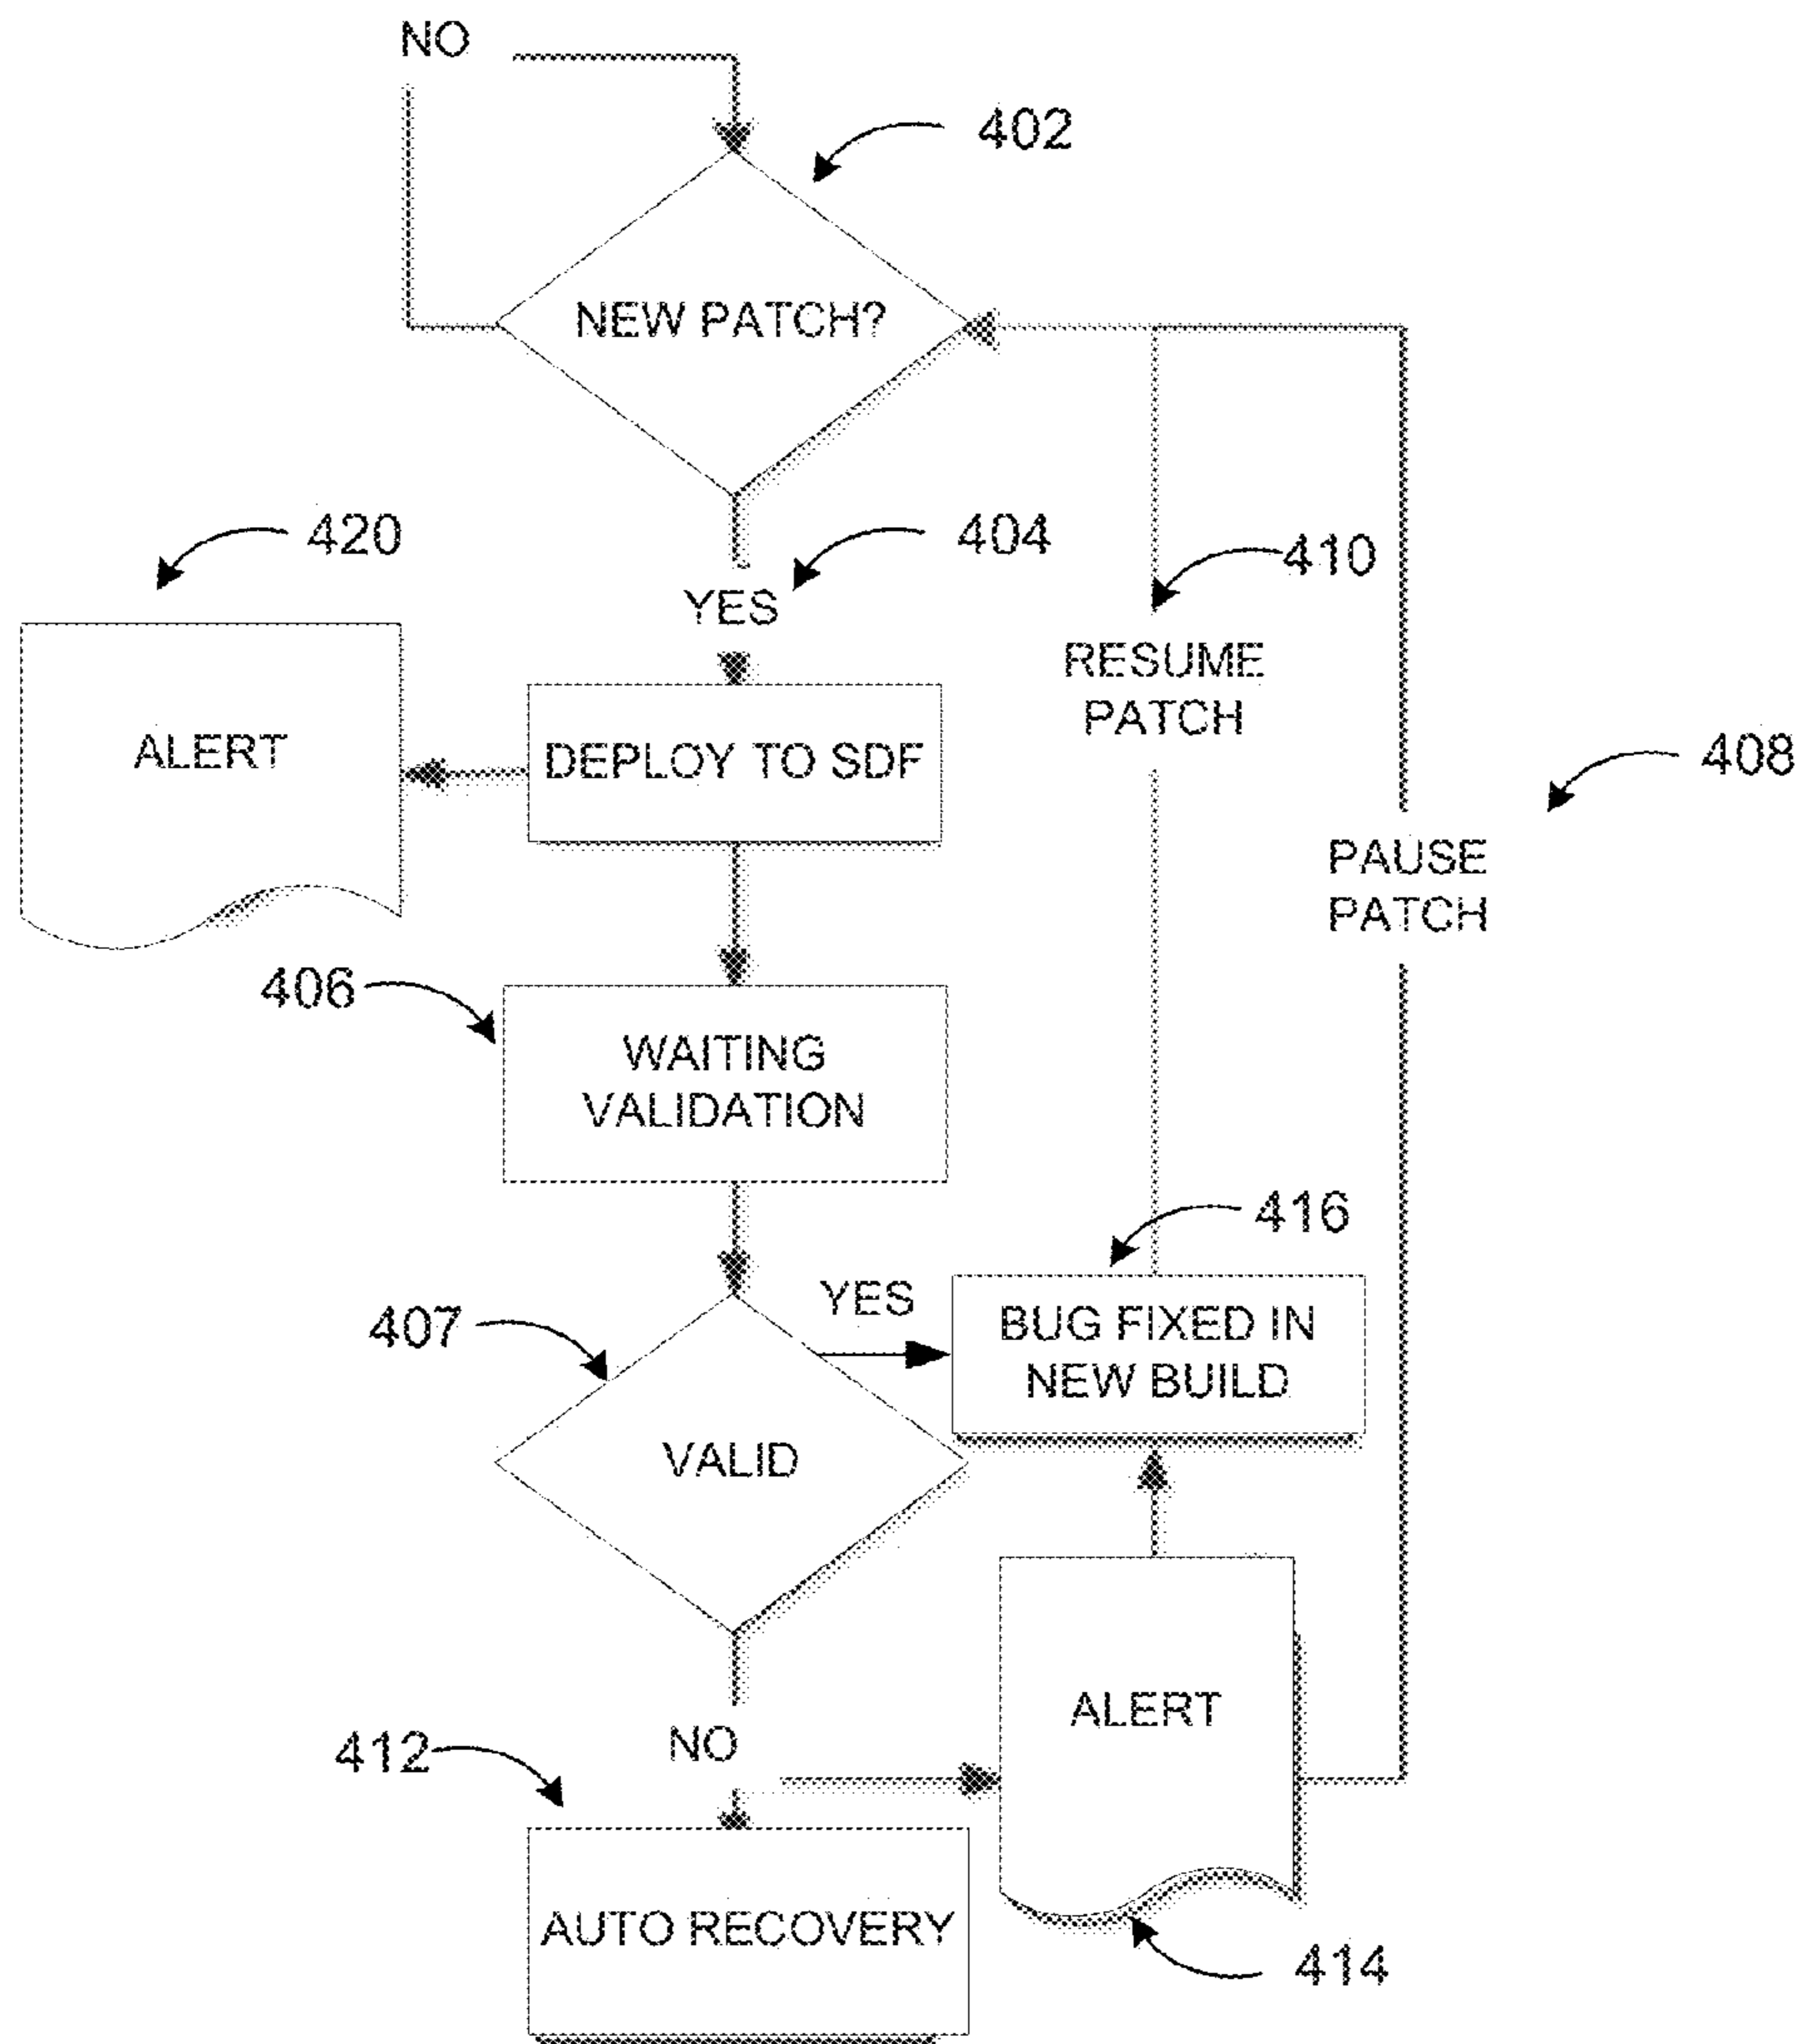 NO
402
NEW PATCH?
420
404
410
YES
RESUME
PATCH
ALERT
DEPLOY TO SDF
408
PAUSE
PATCH
406
WAITING
VALIDATION
416
YES
407
BUG FIXED IN
NEW BUILD
VALID
ALERT
NO
412
AUTO RECOVERY
414